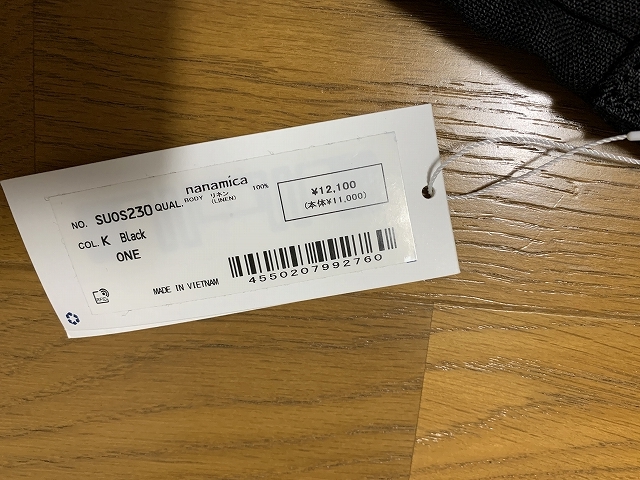 nanamica
NO. SUOS230 QUAL. BODY リネン 100%
(LINEN)
COL. K Black
ONE
¥12,100
(本体¥11,000)
MADE IN VIETNAM
4550207992760